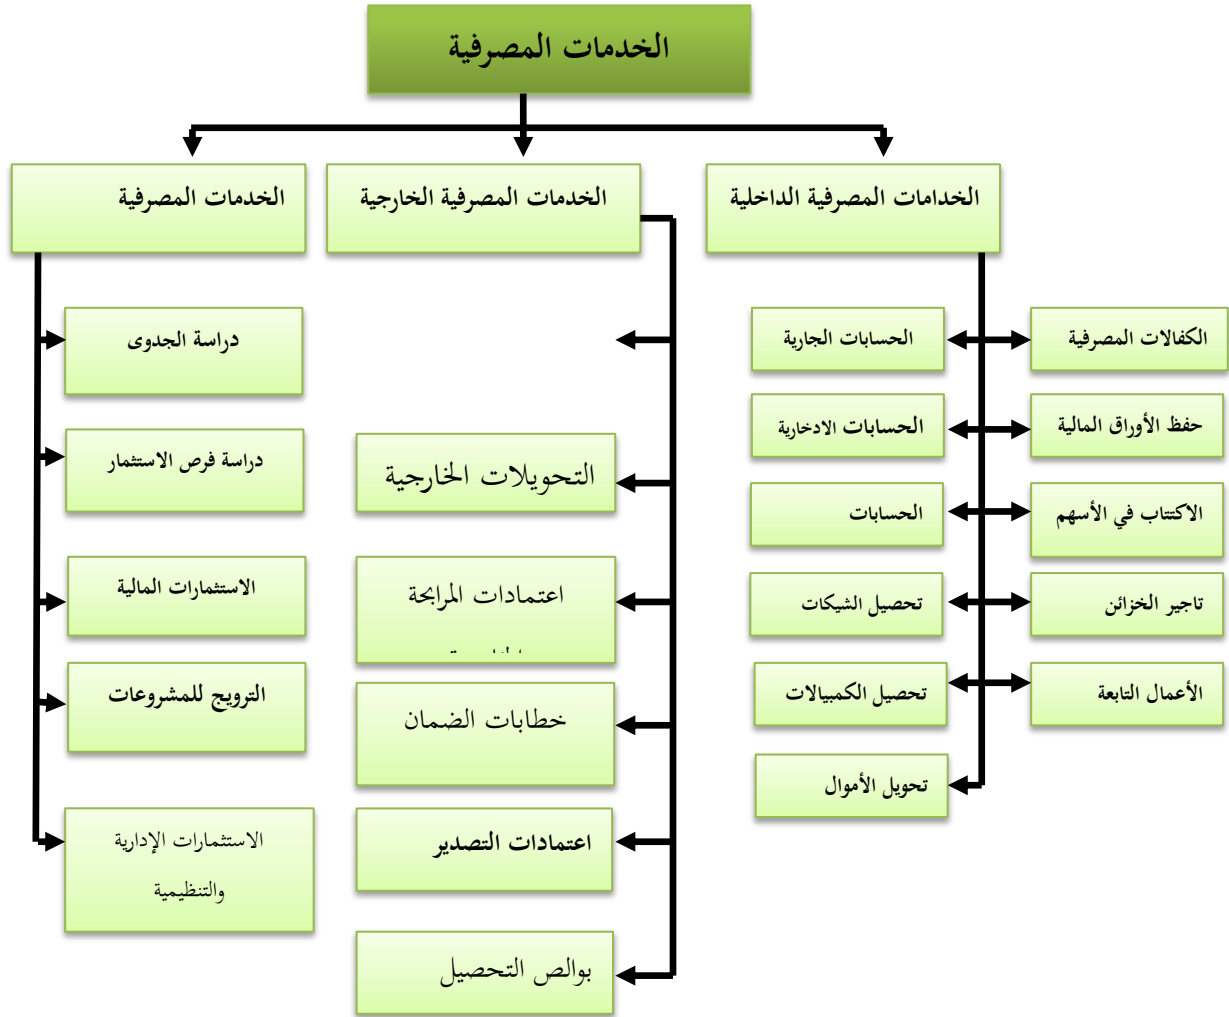 الخدمات المصرفية
الخدامات المصرفية الداخلية
الخدمات المصرفية الخارجية
الخدمات المصرفية
الكفالات المصرفية
حفظ الأوراق المالية
الاكتتاب في الأسهم
تاجير الخزائن
الأعمال التابعة
الحسابات الجارية
الحسابات الادخارية
الحسابات
تحصيل الشيكات
تحصيل الكمبيالات
تحويل الأموال
التحويلات الخارجية
اعتمادات المرابحة
خطابات الضمان
اعتمادات التصدير
بوالص التحصيل
دراسة الجدوى
دراسة فرص الاستثمار
الاستثمارات المالية
الترويج للمشروعات
الاستثمارات الإدارية
والتنظيمية